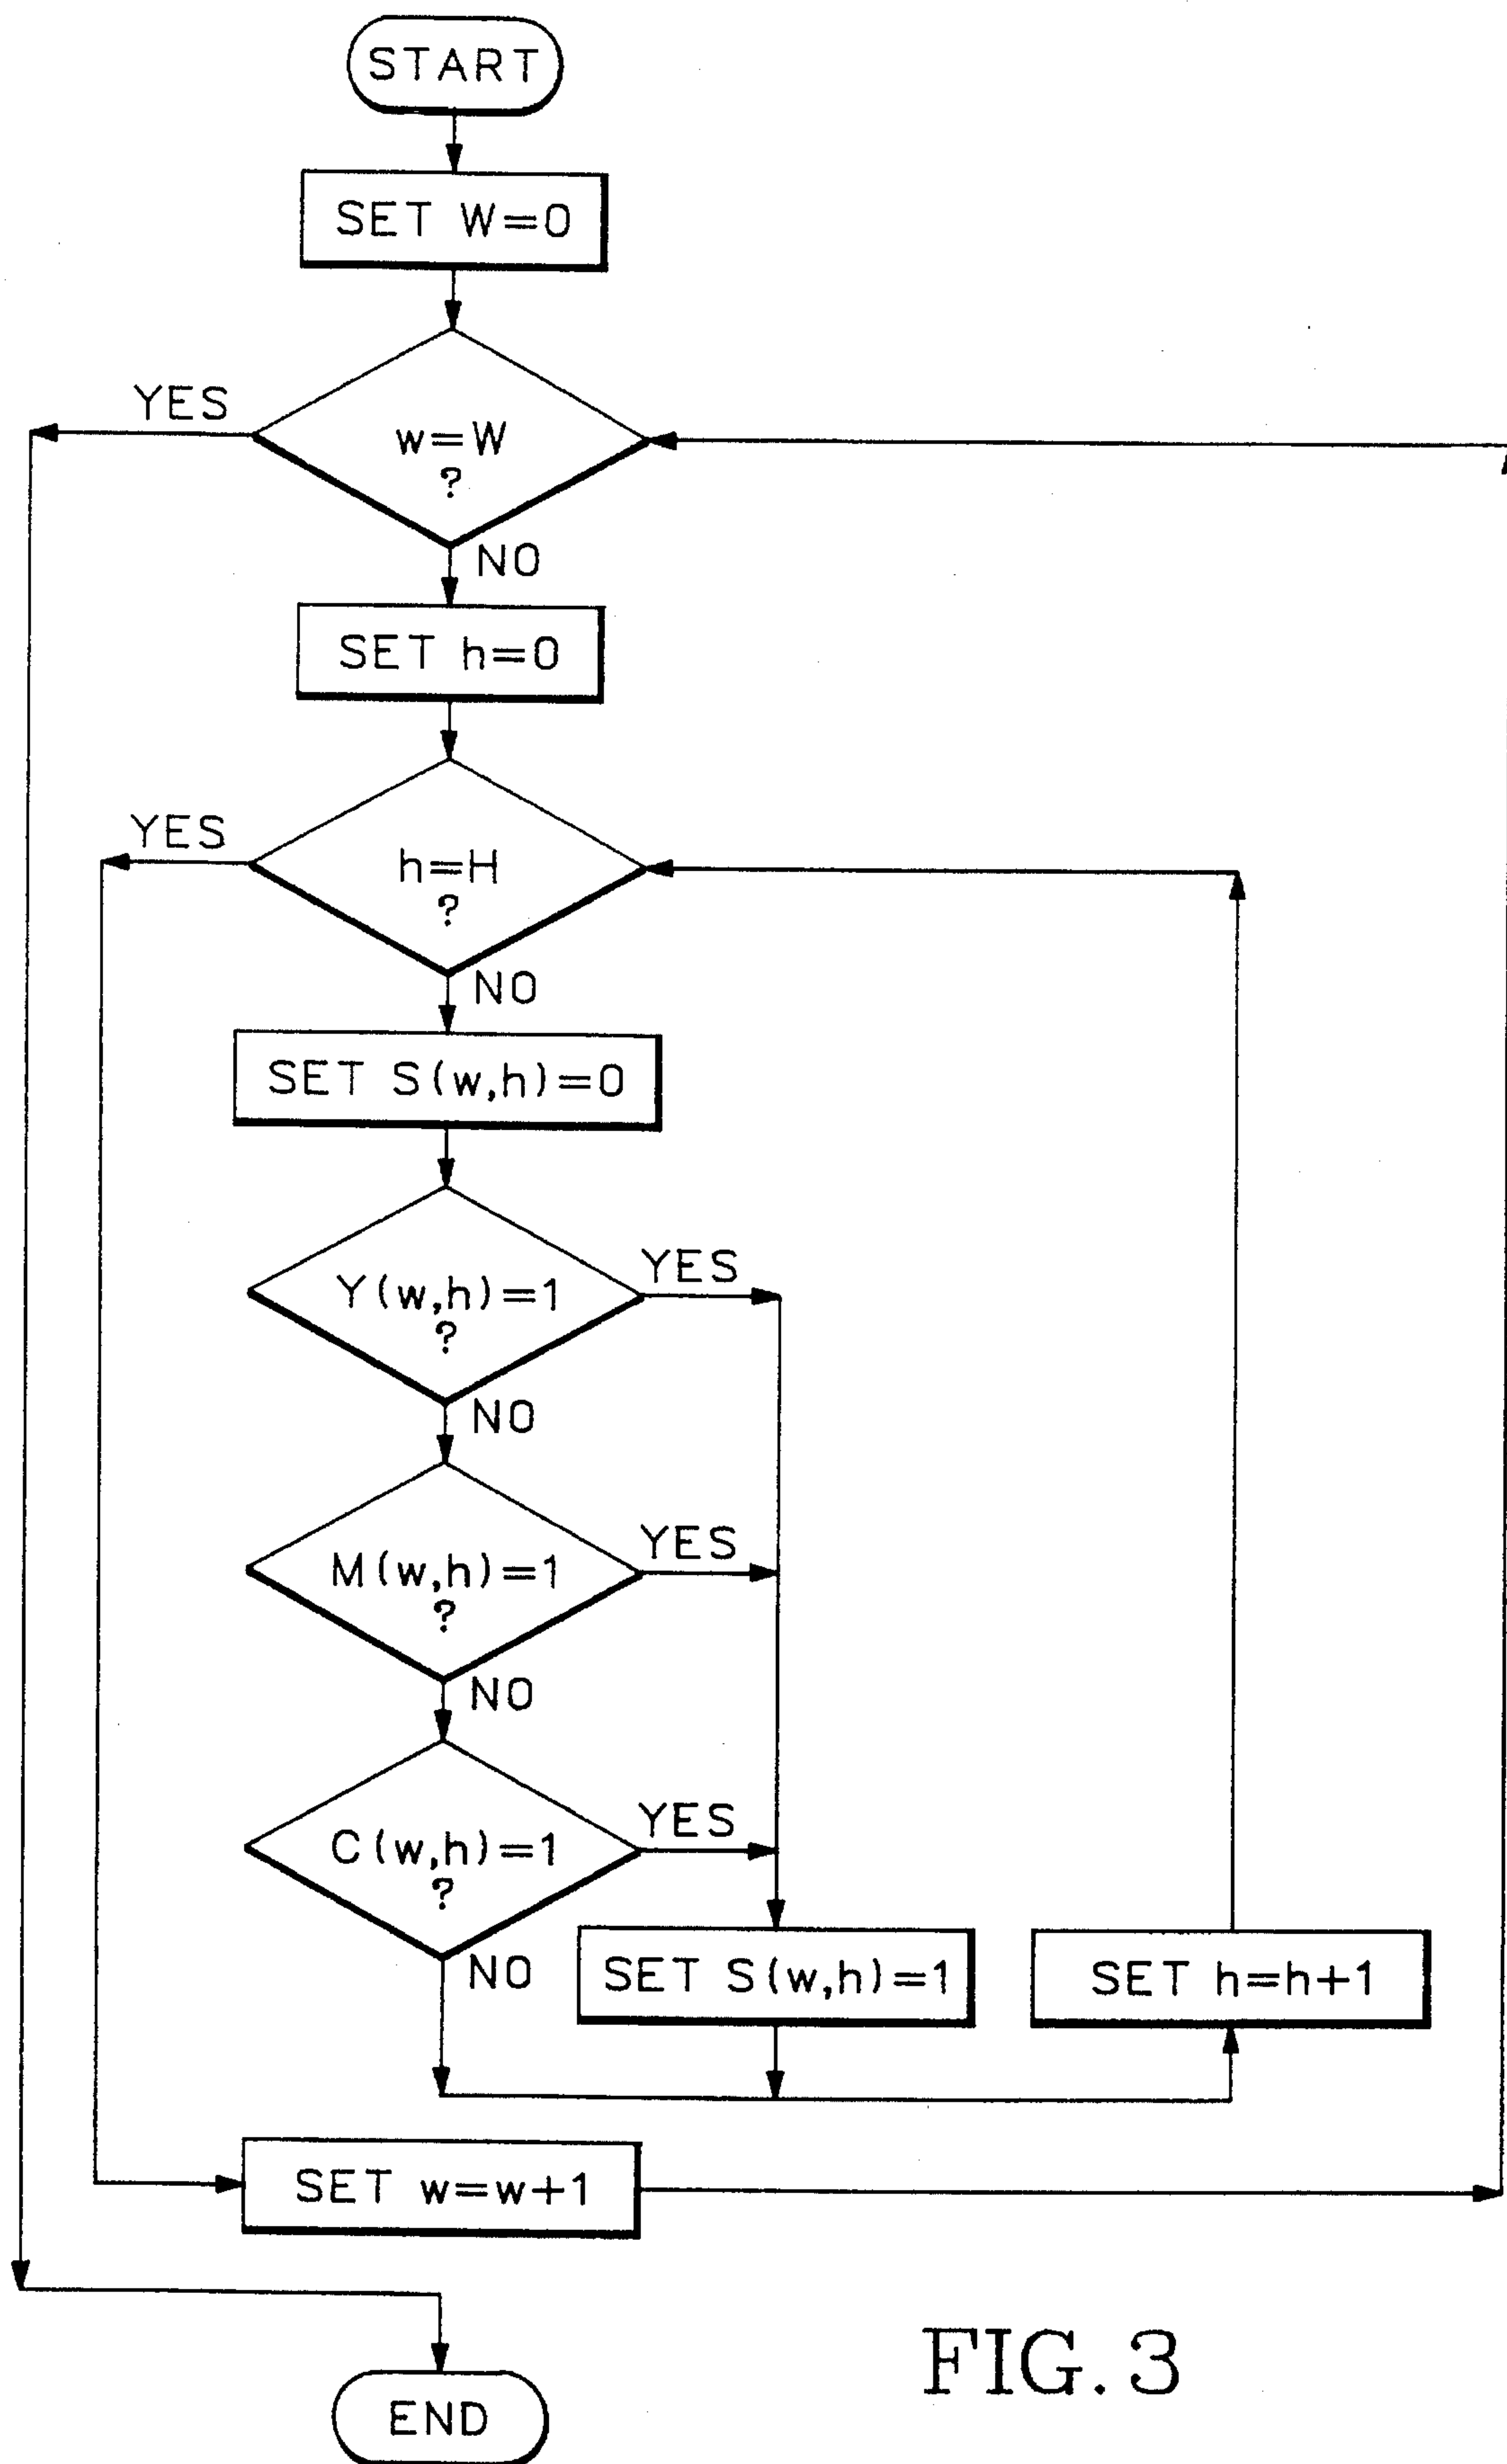 START
SET W=0
YES
w=W
?
NO
SET h=0
YES
h=H
?
NO
SET S(w,h)=0
Y(w,h)=1
?
YES
NO
M(w,h)=1
?
YES
NO
C(w,h)=1
?
YES
NO
SET S(w,h)=1
SET h=h+1
SET w=w+1
END
FIG. 3